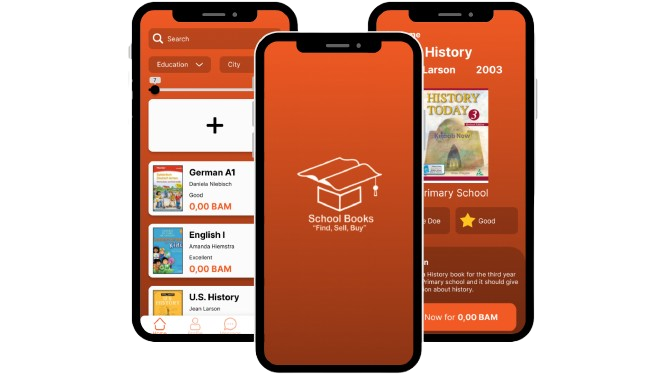 Search
Education
City
7
German A1
Daniela Niebisch
Good
0,00 BAM
English I
Amanda Hiemstra
Excellent
0,00 BAM
U.S. History
Jean Larson
School Books
"Find, Sell, Buy"
me
History
Larson 2003
HISTORY
TODAY 3
rimary School
Doe
Good
n
History book for the third year
Primary school and it should give
on about history.
Now for 0,00 BAM